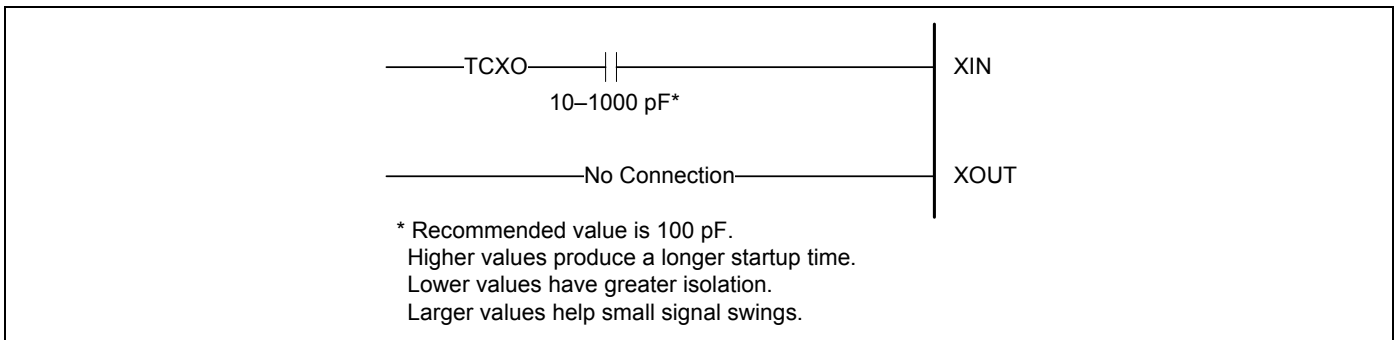 TCXO
XIN
10–1000 pF*
No Connection
XOUT
* Recommended value is 100 pF.
Higher values produce a longer startup time.
Lower values have greater isolation.
Larger values help small signal swings.